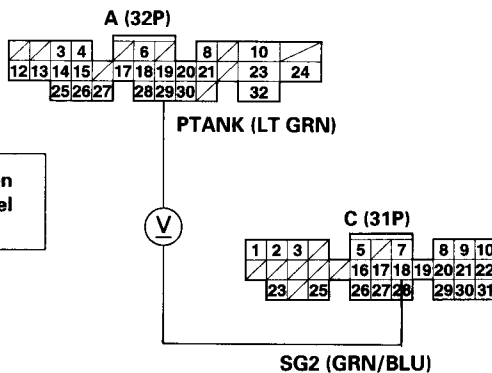 A (32P)
3 4 6 8 10
12 13 14 15 17 18 19 20 21 23 24
25 26 27 28 29 30 32
PTANK (LT GRN)
n
el
V
C (31P)
1 2 3 5 7 8 9 10
16 17 18 19 20 21 22
23 25 26 27 28 29 30 31
SG2 (GRN/BLU)